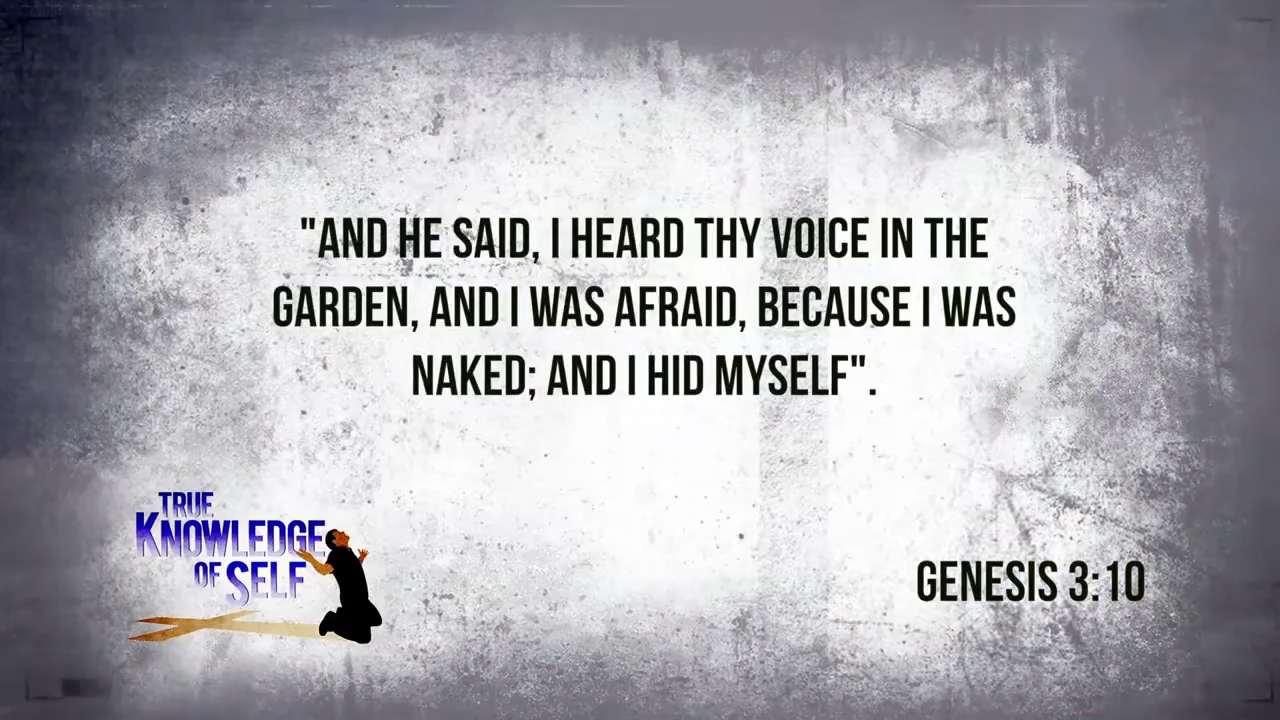 "AND HE SAID, I HEARD THY VOICE IN THE
GARDEN, AND I WAS AFRAID, BECAUSE I WAS
NAKED; AND I HID MYSELF".
TRUE
KNOWLEDGE
OF SELF
GENESIS 3:10